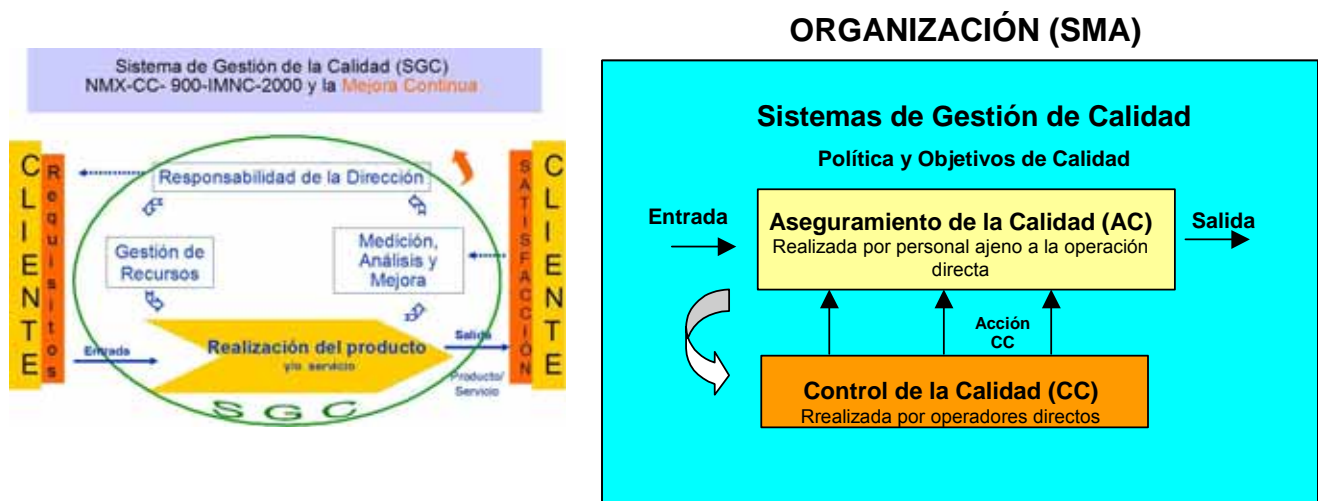 Sistema de Gestión de la Calidad (SGC)
NMX-CC- 900-IMNC-2000 y la Mejora Continua
CLIENTE
Requisitos
Responsabilidad de la Dirección
Gestión de
Recursos
Medición,
Análisis y
Mejora
Entrada
Realización del producto
y/o servicio
Salida
Producto/
Servicio
SATISFACCIÓN
CLIENTE
SGC
ORGANIZACIÓN (SMA)
Sistemas de Gestión de Calidad
Política y Objetivos de Calidad
Entrada
Aseguramiento de la Calidad (AC)
Realizada por personal ajeno a la operación
directa
Salida
Acción
CC
Control de la Calidad (CC)
Rrealizada por operadores directos